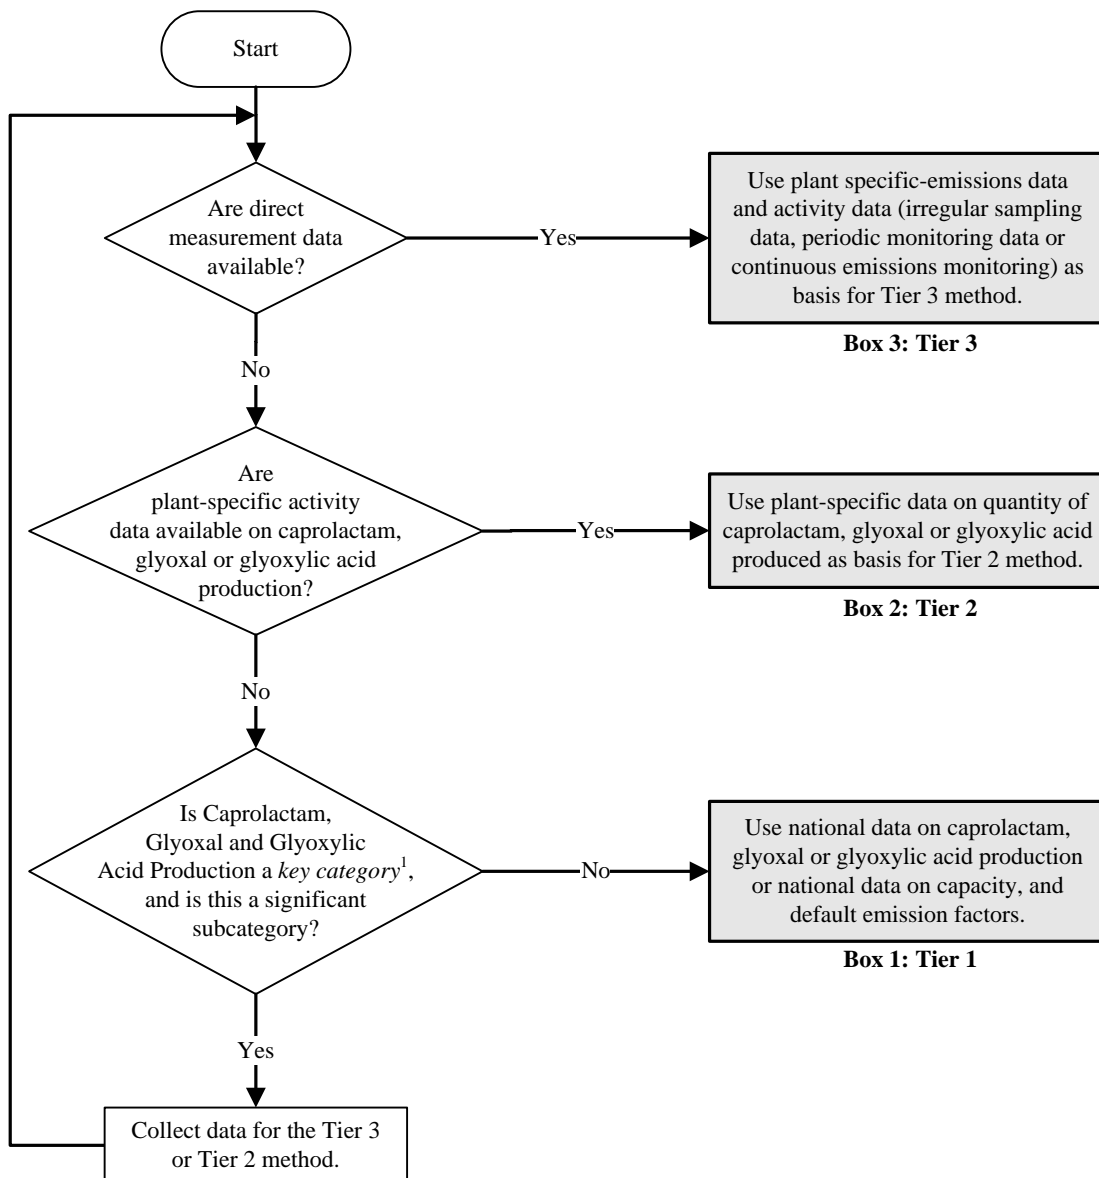 Start
Are direct
measurement data
available?
Yes
Use plant specific-emissions data
and activity data (irregular sampling
data, periodic monitoring data or
continuous emissions monitoring) as
basis for Tier 3 method.
Box 3: Tier 3
No
Are
plant-specific activity
data available on caprolactam,
glyoxal or glyoxylic acid
production?
Yes
Use plant-specific data on quantity of
caprolactam, glyoxal or glyoxylic acid
produced as basis for Tier 2 method.
Box 2: Tier 2
No
Is Caprolactam,
Glyoxal and Glyoxylic
Acid Production a key category¹,
and is this a significant
subcategory?
No
Use national data on caprolactam,
glyoxal or glyoxylic acid production
or national data on capacity, and
default emission factors.
Box 1: Tier 1
Yes
Collect data for the Tier 3
or Tier 2 method.